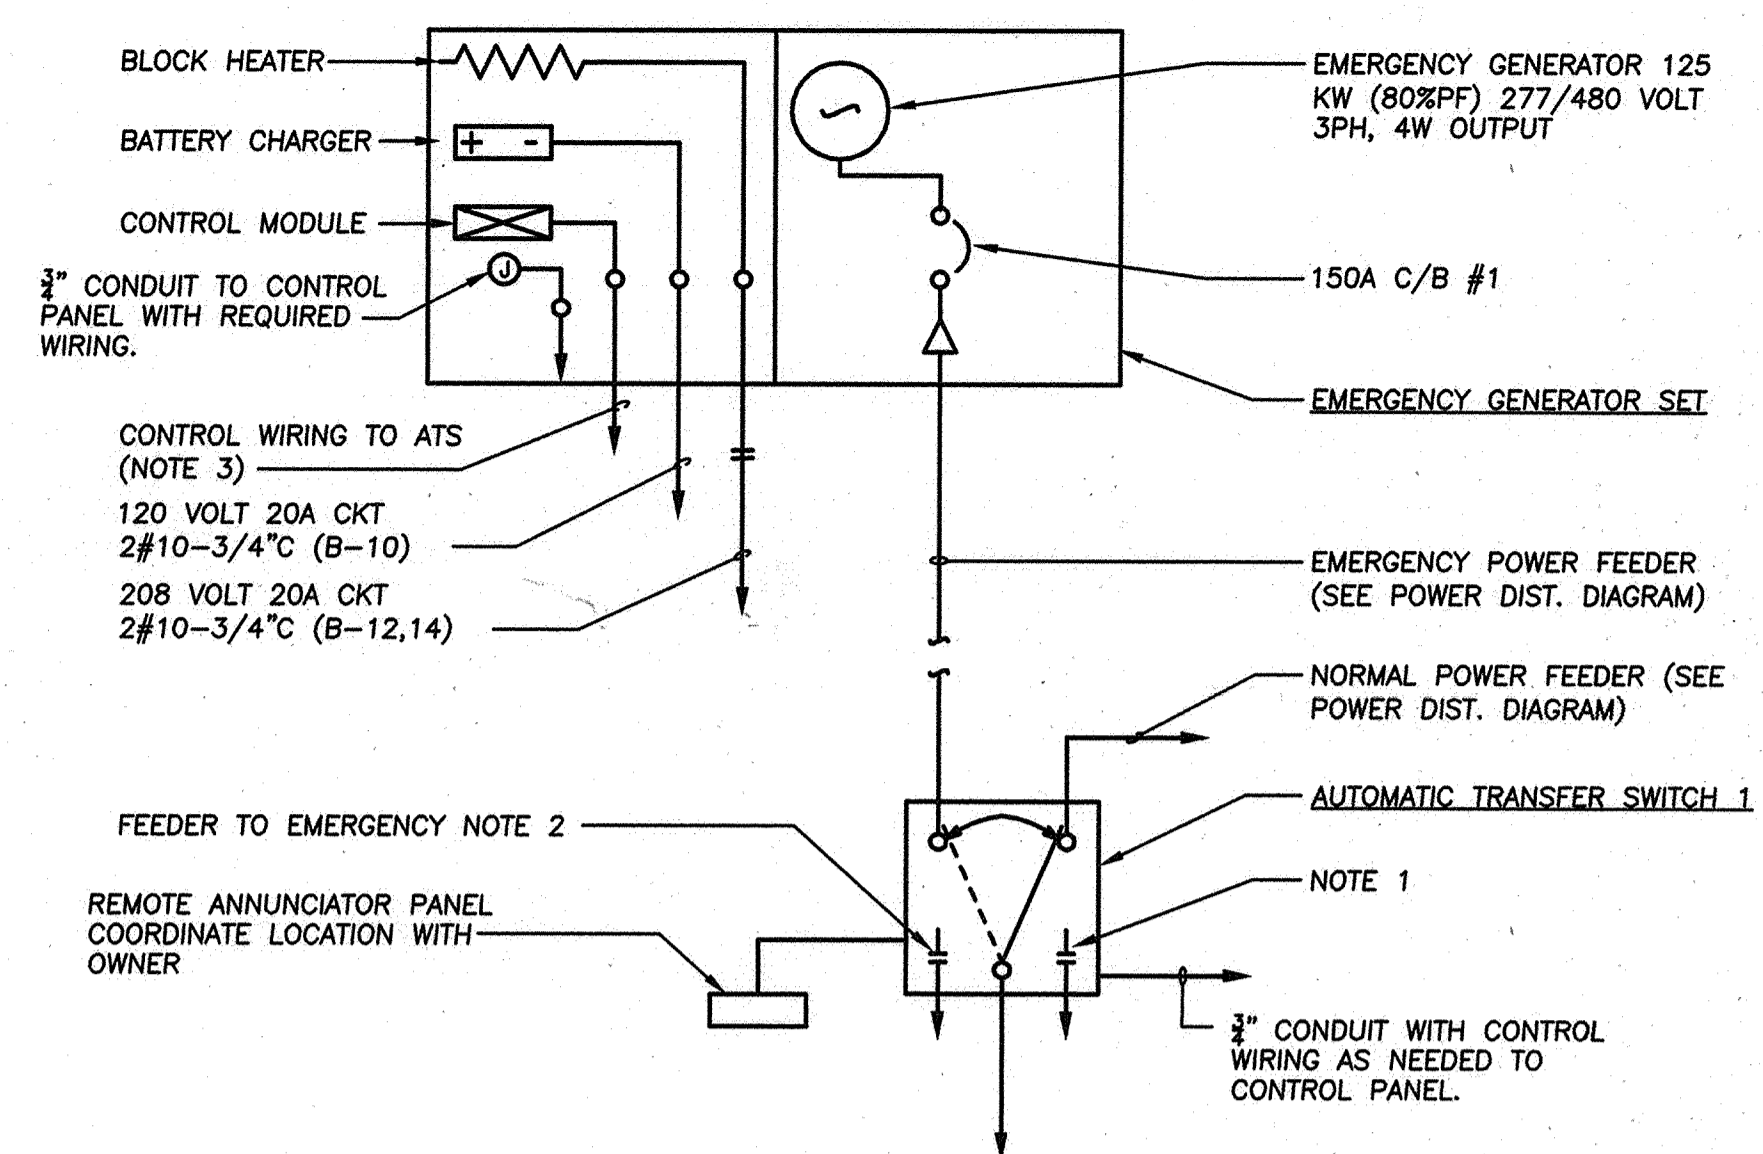 BLOCK HEATER
BATTERY CHARGER
+ -
CONTROL MODULE
J
3/4" CONDUIT TO CONTROL
PANEL WITH REQUIRED
WIRING.
CONTROL WIRING TO ATS
(NOTE 3)
120 VOLT 20A CKT
2#10-3/4"C (B-10)
208 VOLT 20A CKT
2#10-3/4"C (B-12,14)
EMERGENCY GENERATOR 125
KW (80%PF) 277/480 VOLT
3PH, 4W OUTPUT
150A C/B #1
EMERGENCY GENERATOR SET
EMERGENCY POWER FEEDER
(SEE POWER DIST. DIAGRAM)
NORMAL POWER FEEDER (SEE
POWER DIST. DIAGRAM)
AUTOMATIC TRANSFER SWITCH 1
FEEDER TO EMERGENCY NOTE 2
NOTE 1
REMOTE ANNUNCIATOR PANEL
COORDINATE LOCATION WITH
OWNER
3/4" CONDUIT WITH CONTROL
WIRING AS NEEDED TO
CONTROL PANEL.